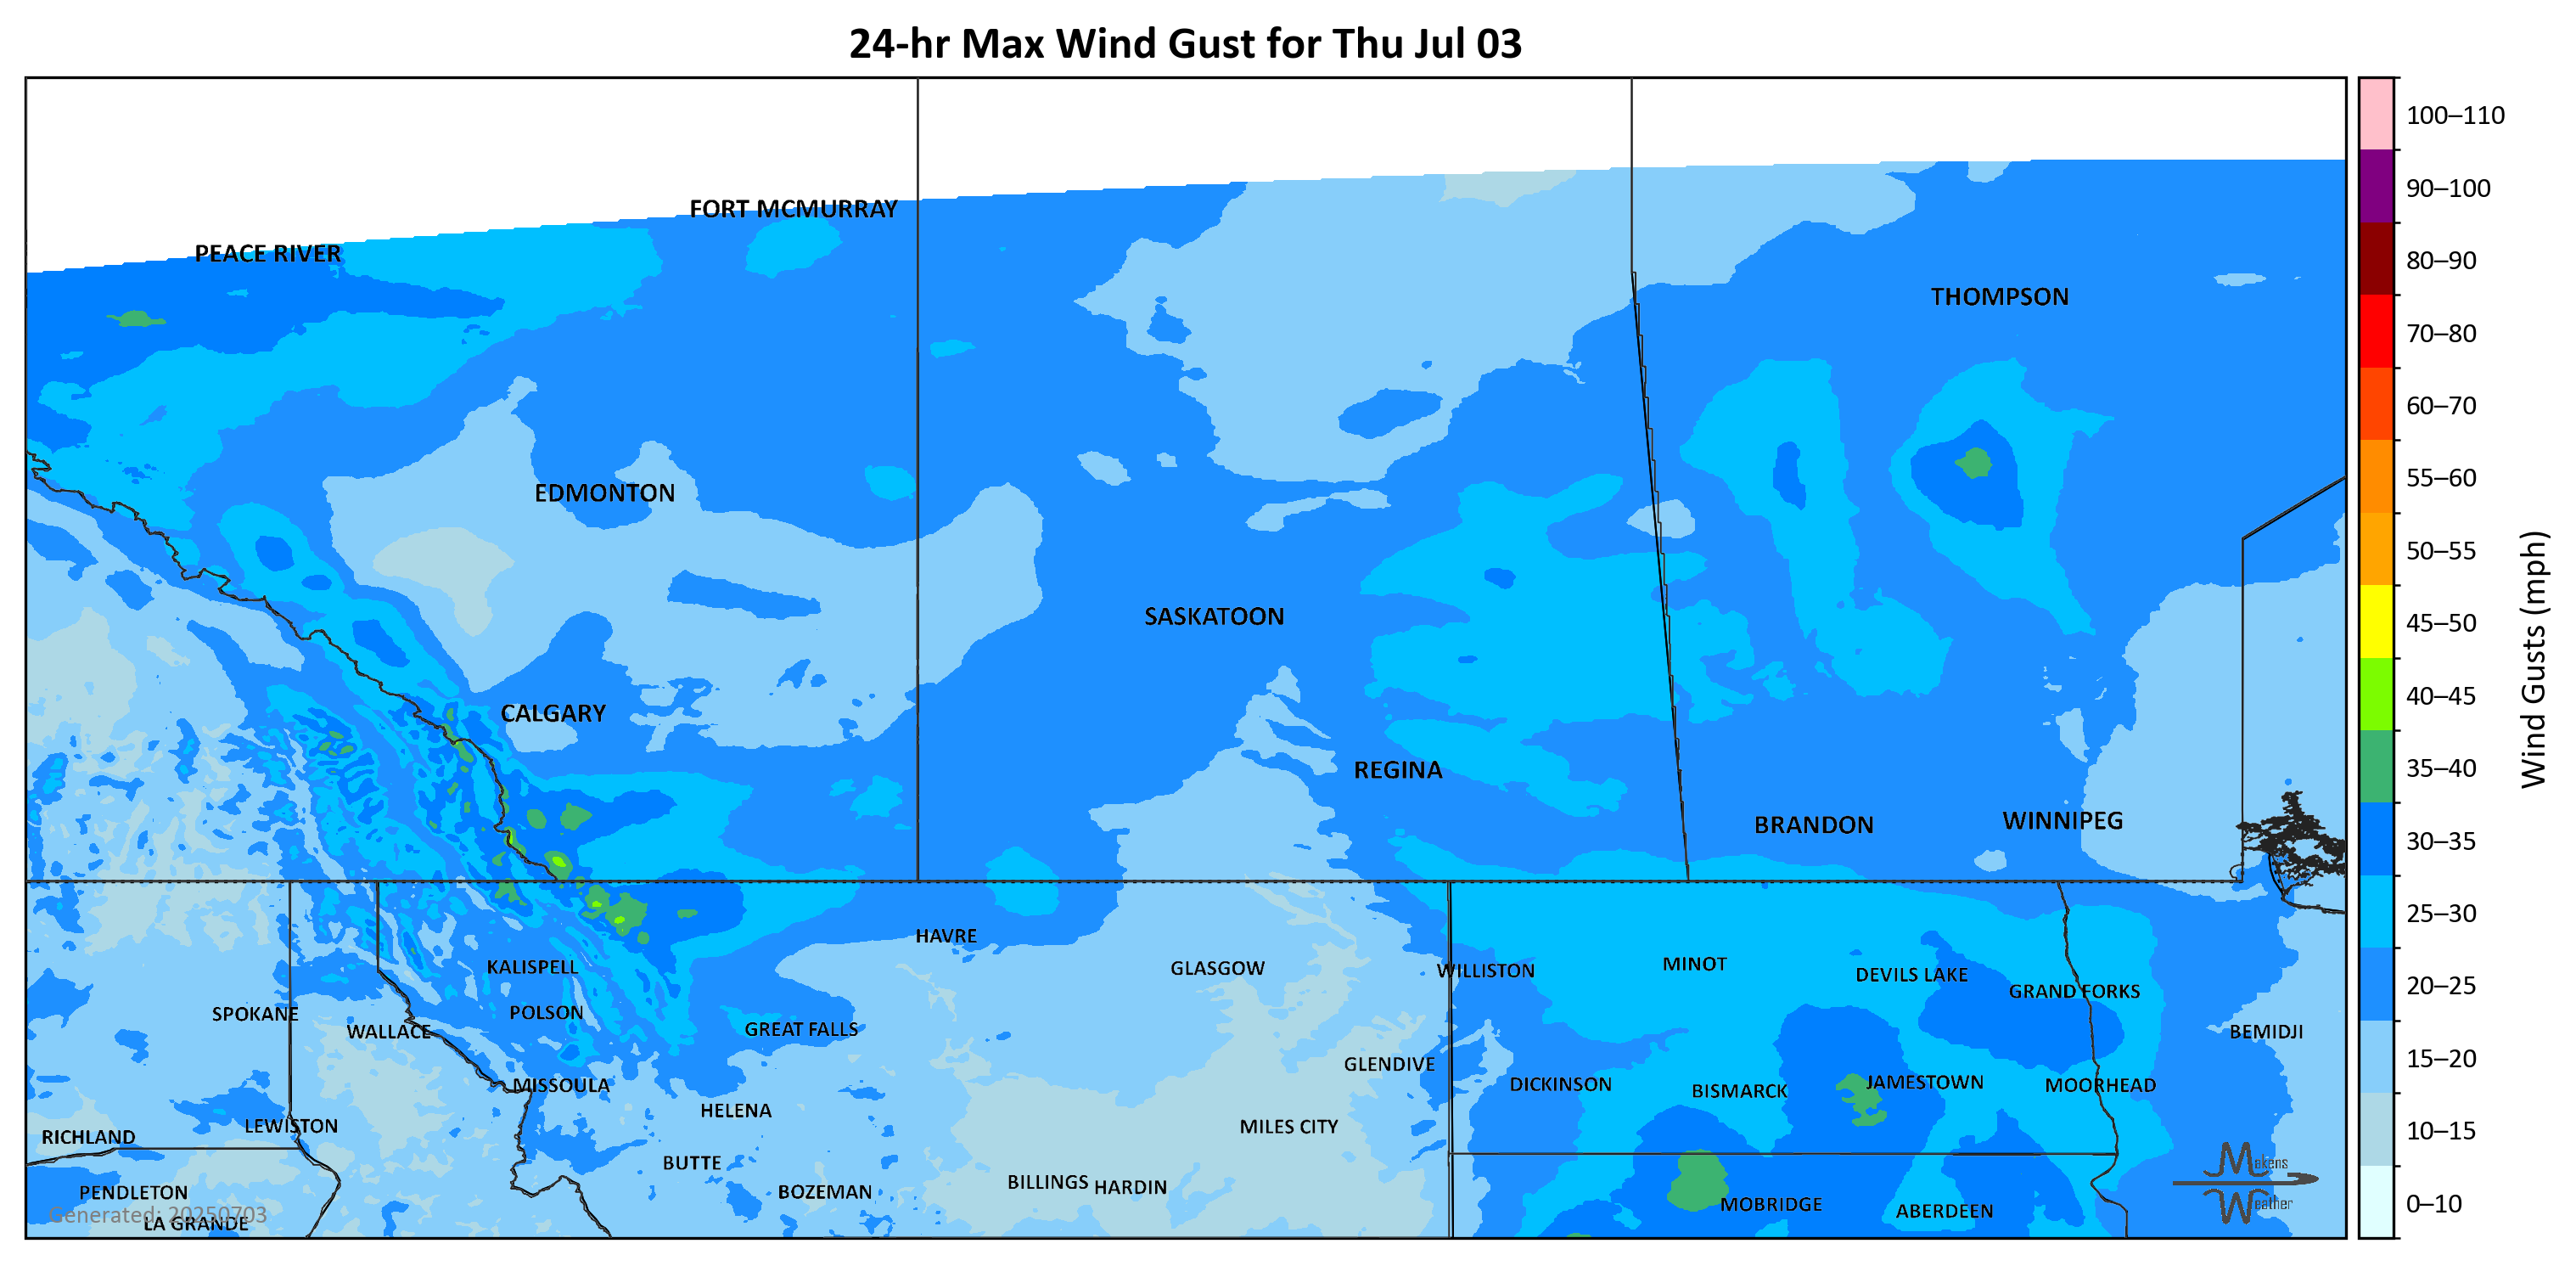 24-hr Max Wind Gust for Thu Jul 03
FORT MCMURRAY
PEACE RIVER
THOMPSON
EDMONTON
SASKATOON
CALGARY
REGINA
BRANDON
WINNIPEG
HAVRE
KALISPELL
GLASGOW
WILLISTON
MINOT
DEVILS LAKE
GRAND FORKS
SPOKANE
POLSON
WALLACE
GREAT FALLS
BEMIDJI
GLENDIVE
MISSOULA
DICKINSON
BISMARCK
JAMESTOWN
MOORHEAD
HELENA
LEWISTON
MILES CITY
RICHLAND
BUTTE
PENDLETON
BOZEMAN
BILLINGS
HARDIN
MOBRIDGE
ABERDEEN
LA GRANDE
Generated: 20250703
Makens
Weather
100–110
90–100
80–90
70–80
60–70
55–60
50–55
45–50
40–45
35–40
30–35
25–30
20–25
15–20
10–15
0–10
Wind Gusts (mph)